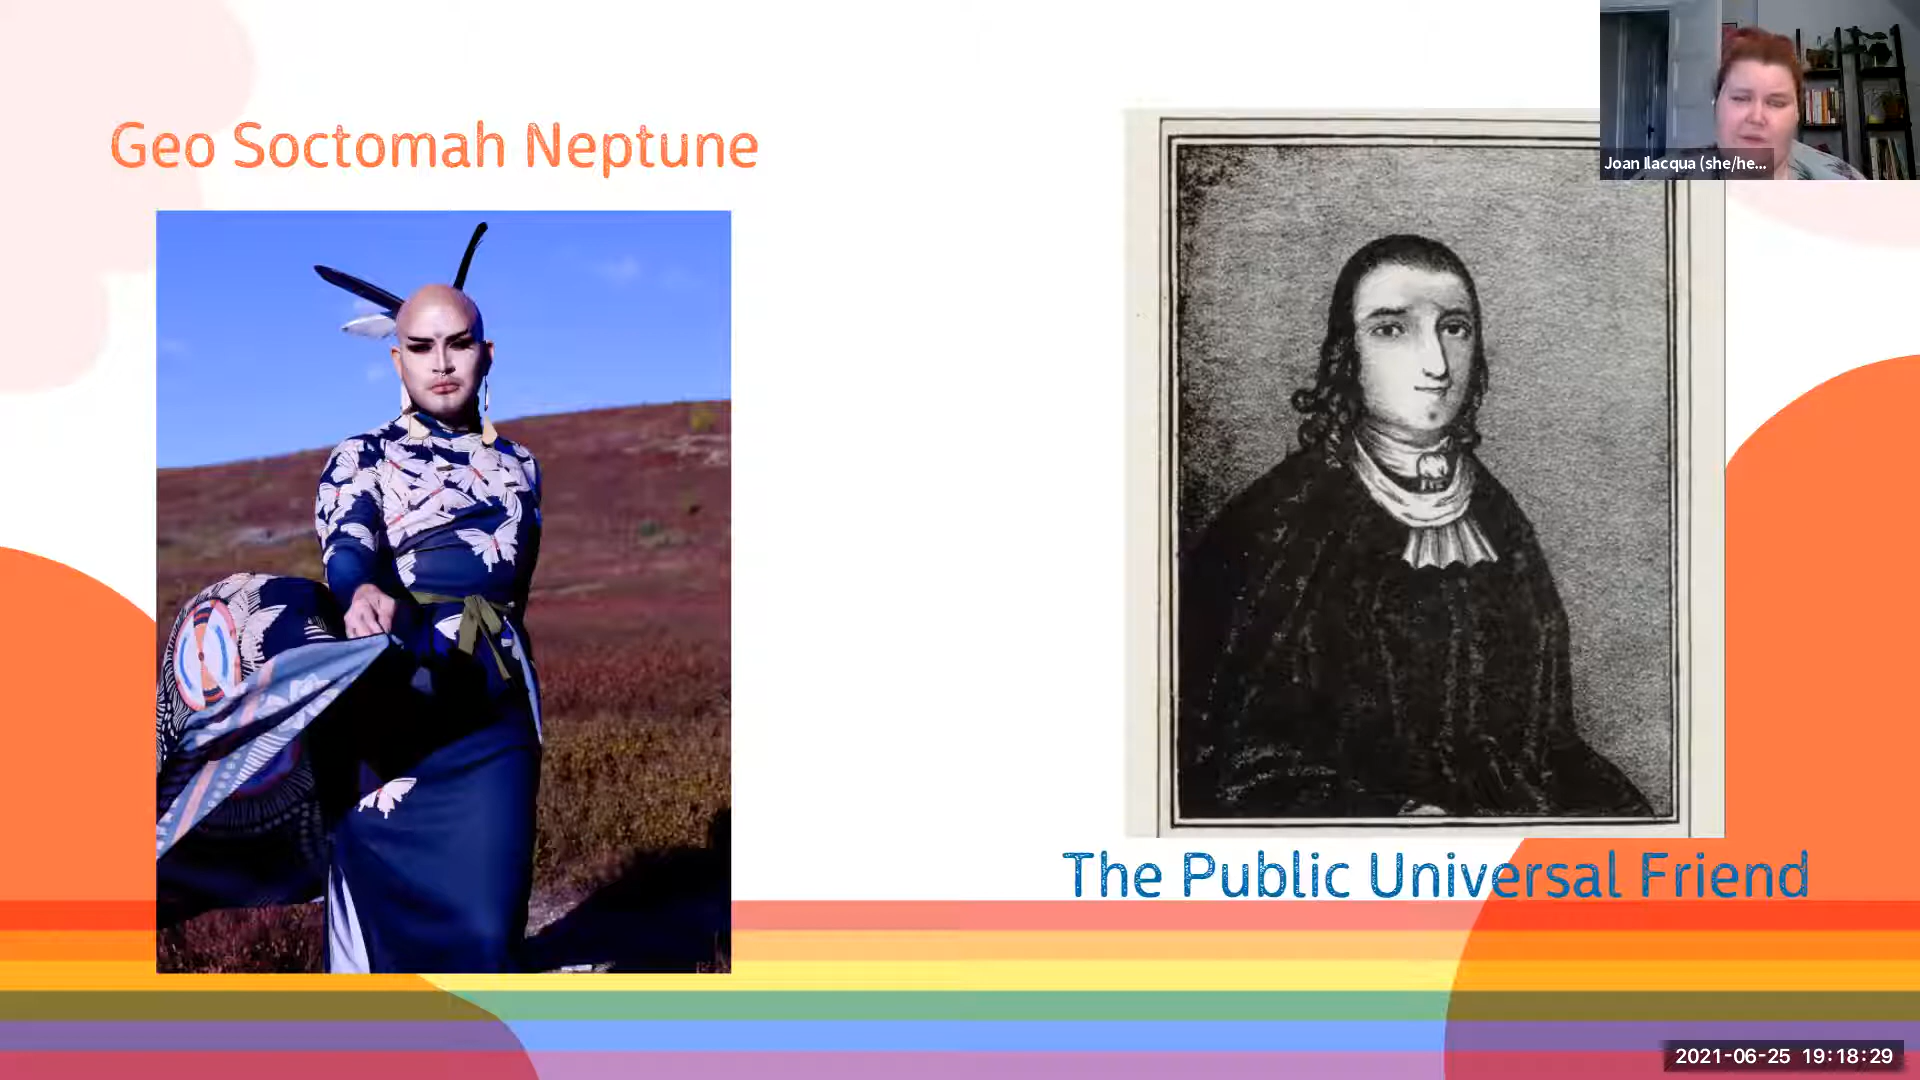 Geo Soctomah Neptune
Joan Ilacqua (she/he...
The Public Universal Friend
2021-06-25 19:18:29